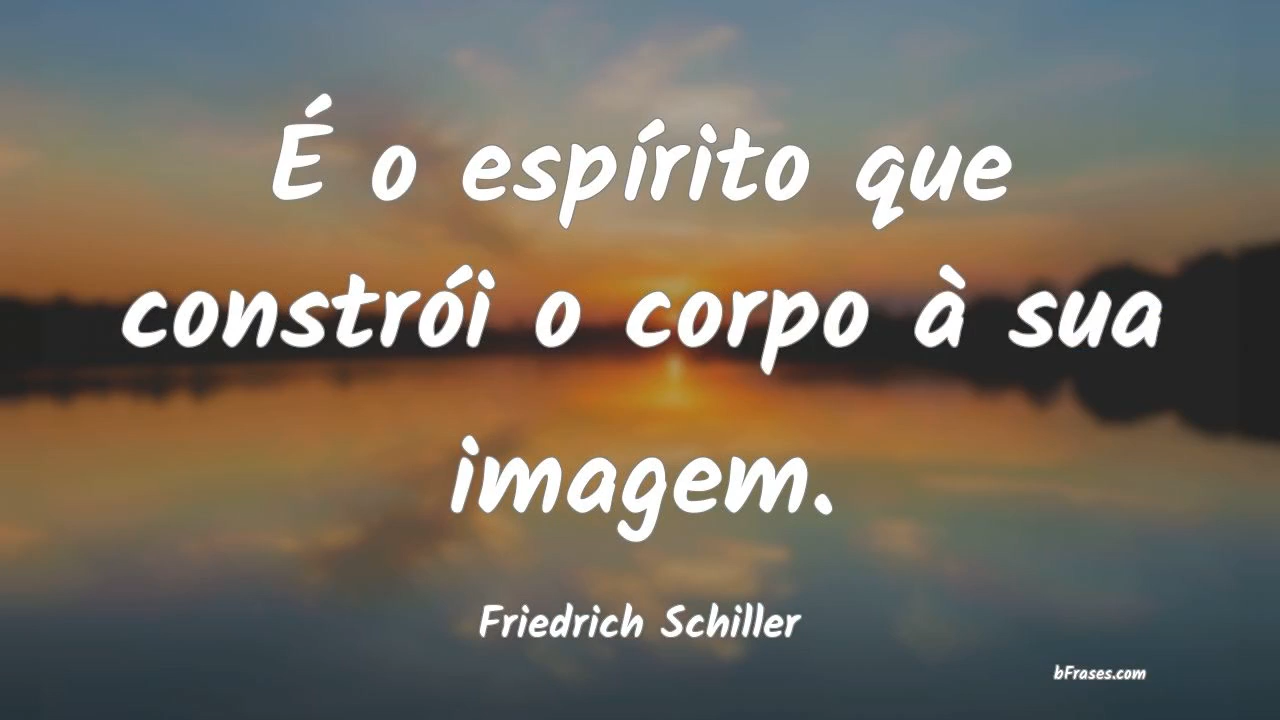 É o espírito que
constrói o corpo à sua
imagem.
Friedrich Schiller
bFrases.com